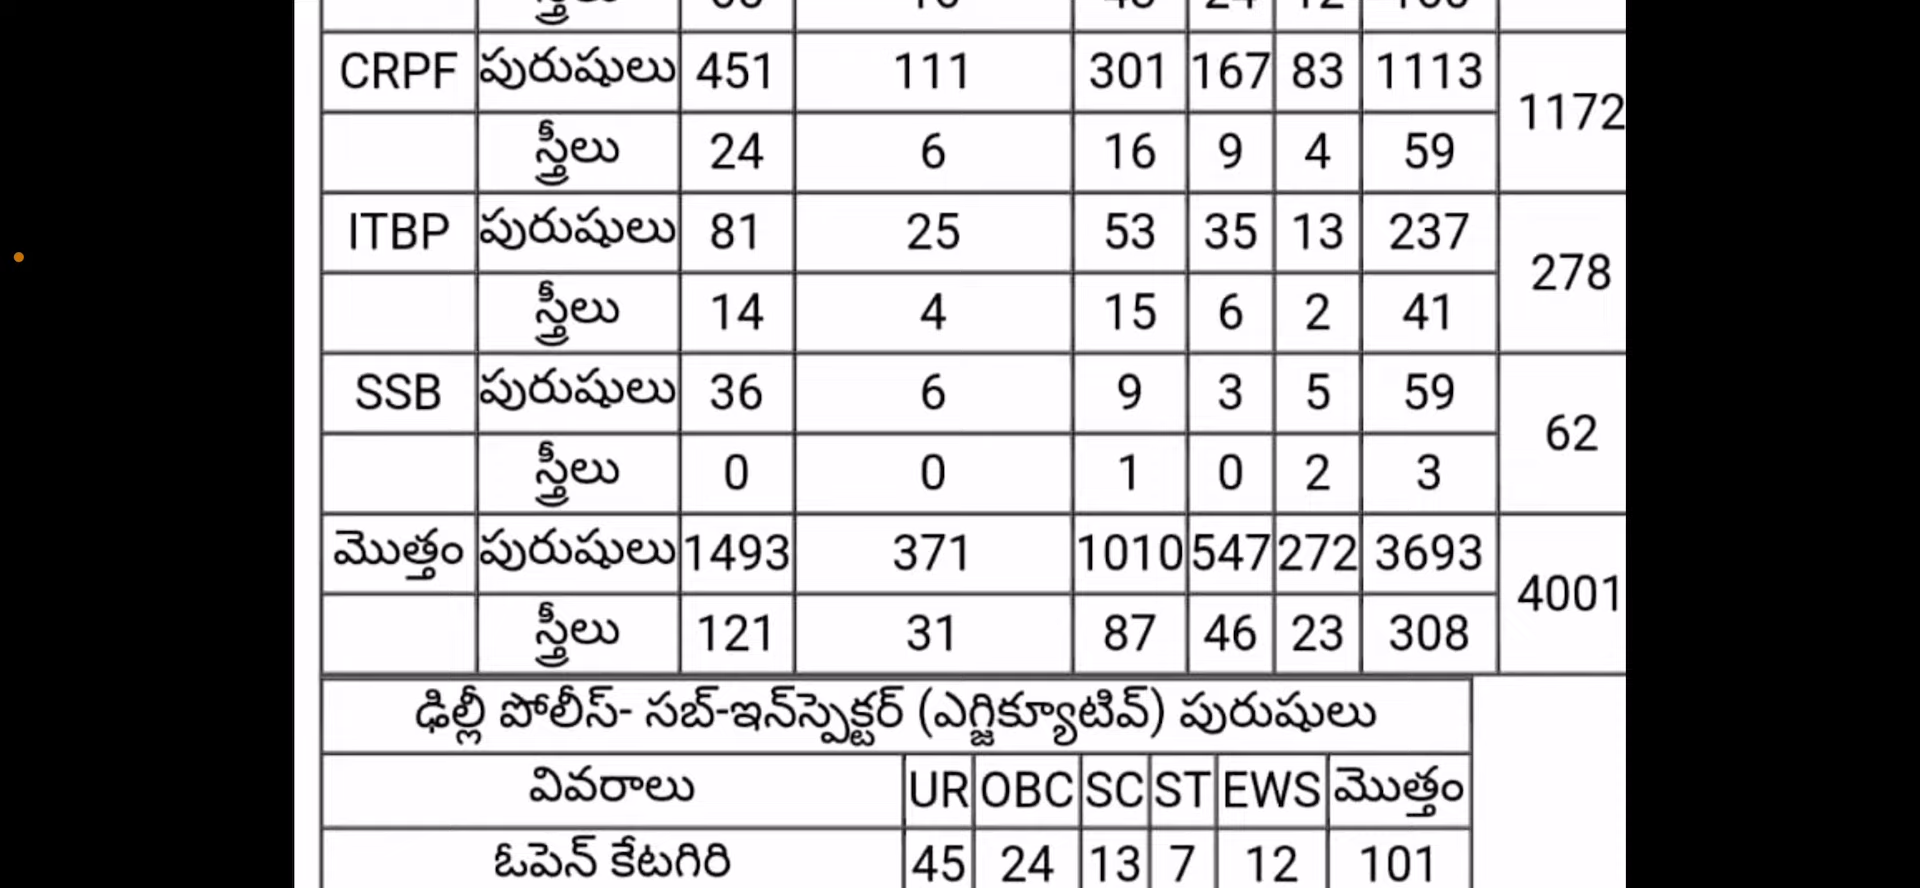 CRPF పురుషులు 451 111 301 167 83 1113 1172
స్త్రీలు 24 6 16 9 4 59
ITBP పురుషులు 81 25 53 35 13 237 278
స్త్రీలు 14 4 15 6 2 41
SSB పురుషులు 36 6 9 3 5 59 62
స్త్రీలు 0 0 1 0 2 3
మొత్తం పురుషులు 1493 371 1010 547 272 3693 4001
స్త్రీలు 121 31 87 46 23 308
ఢిల్లీ పోలీస్- సబ్-ఇన్‌స్పెక్టర్ (ఎగ్జిక్యూటివ్) పురుషులు
వివరాలు UR OBC SC ST EWS మొత్తం
ఓపెన్ కేటగిరి 45 24 13 7 12 101